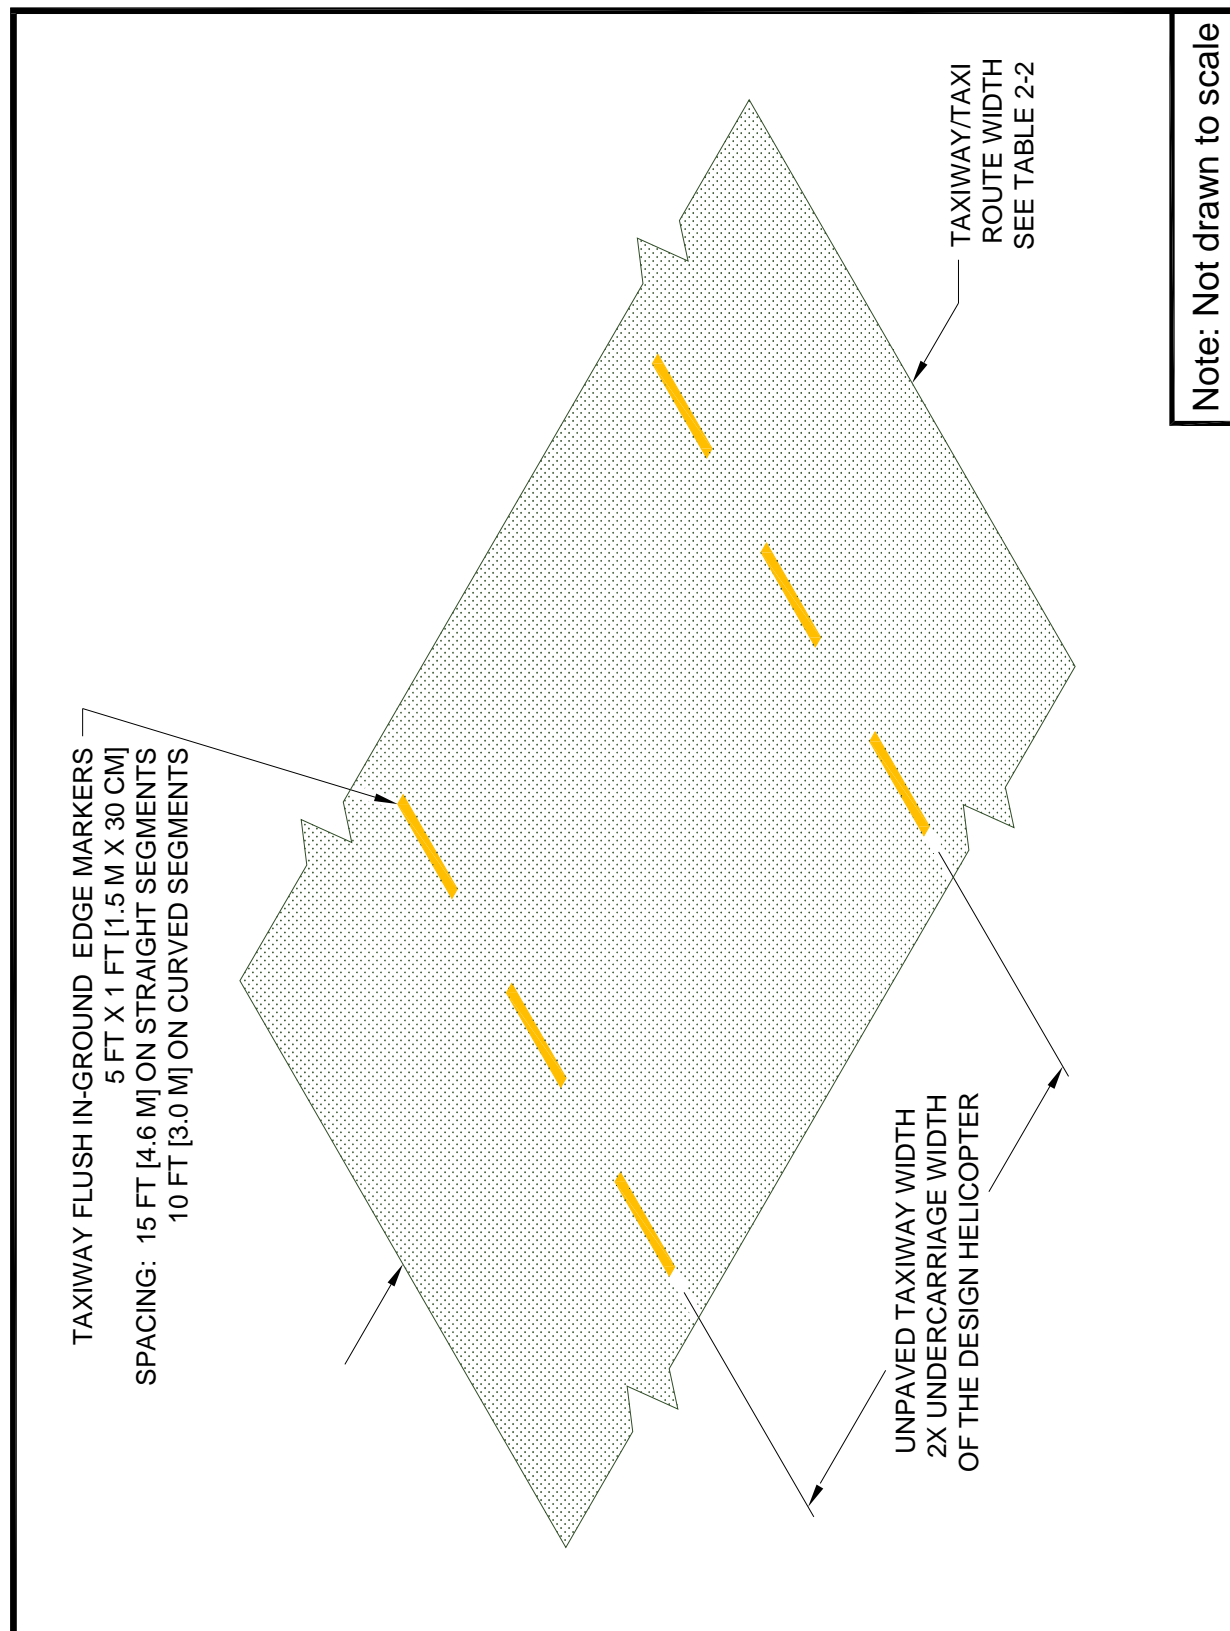 TAXIWAY FLUSH IN-GROUND EDGE MARKERS
5 FT X 1 FT [1.5 M X 30 CM]
SPACING: 15 FT [4.6 M] ON STRAIGHT SEGMENTS
10 FT [3.0 M] ON CURVED SEGMENTS
TAXIWAY/TAXI
ROUTE WIDTH
SEE TABLE 2-2
UNPAVED TAXIWAY WIDTH
2X UNDERCARRIAGE WIDTH
OF THE DESIGN HELICOPTER
Note: Not drawn to scale